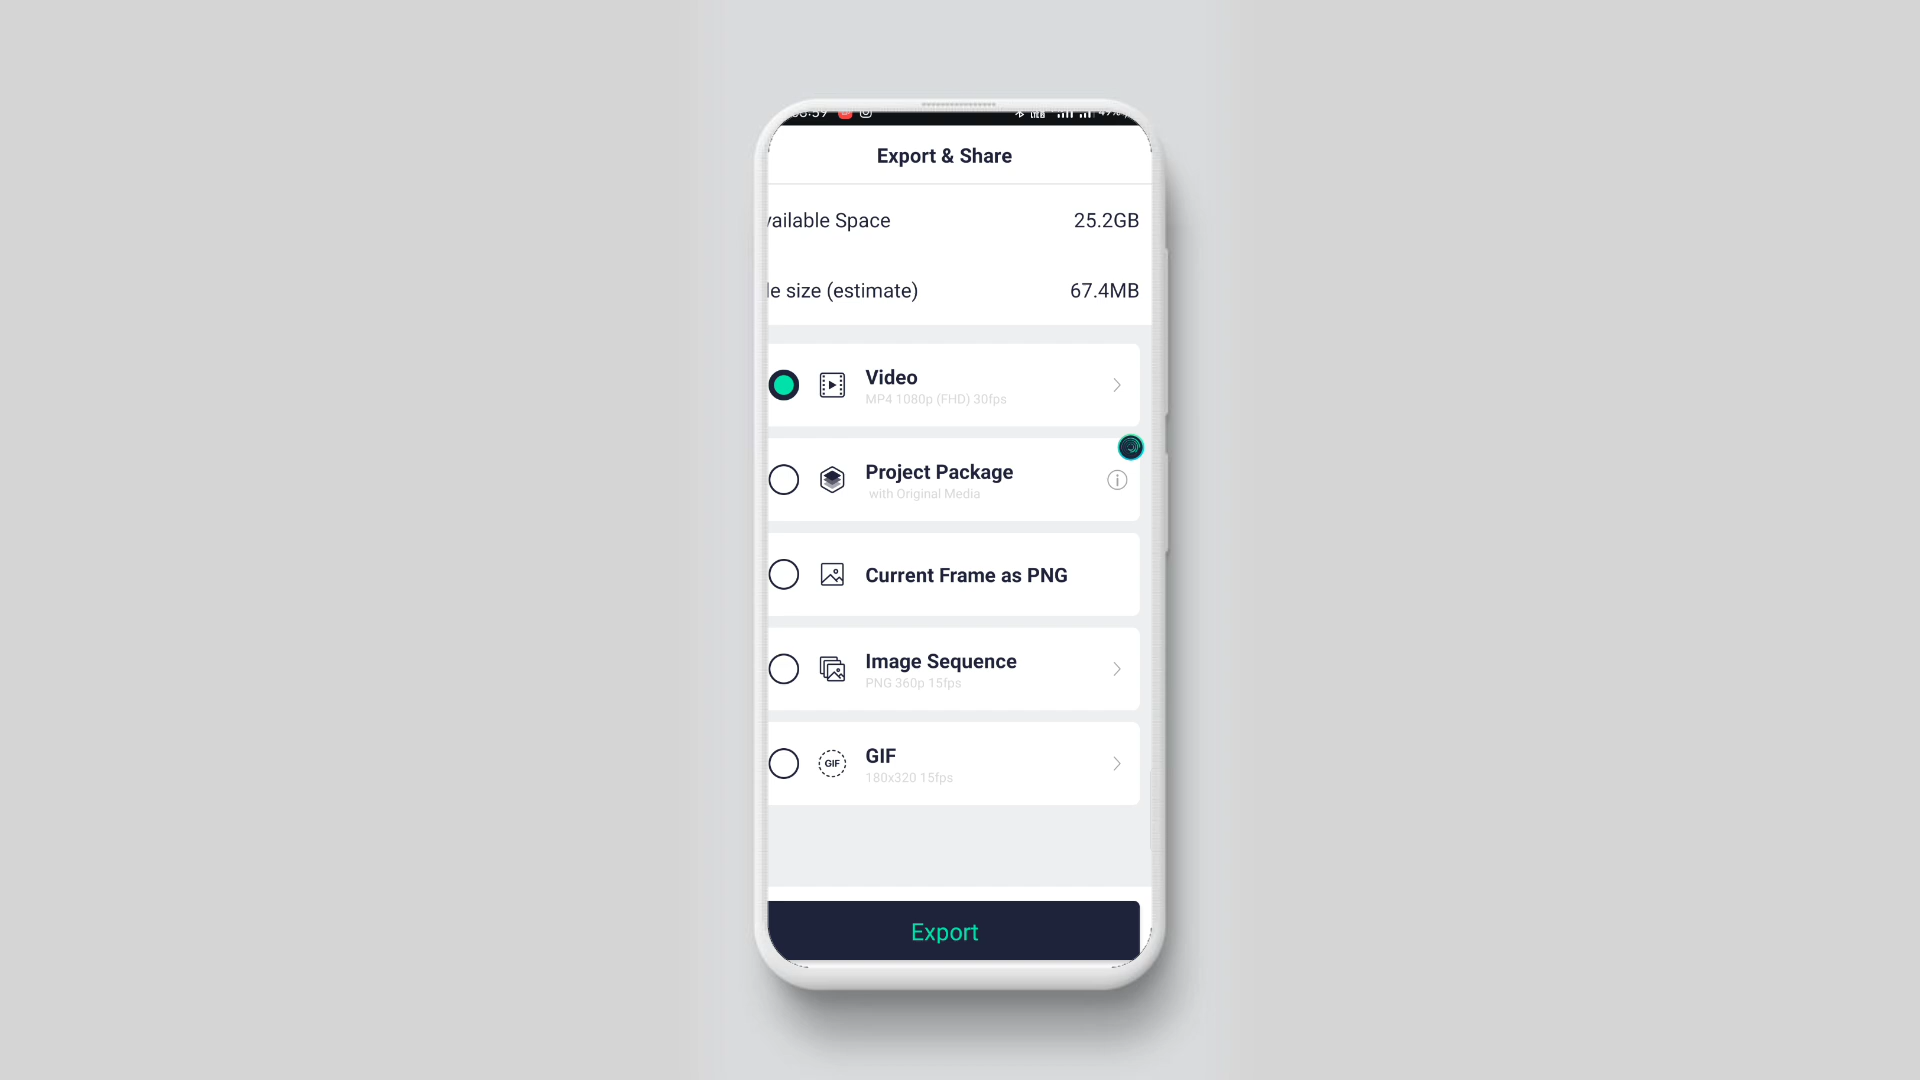 Export & Share
vailable Space 25.2GB
le size (estimate) 67.4MB
Video
MP4 1080p (FHD) 30fps
Project Package
with Original Media
Current Frame as PNG
Image Sequence
PNG 360p 15fps
GIF
GIF
180x320 15fps
Export